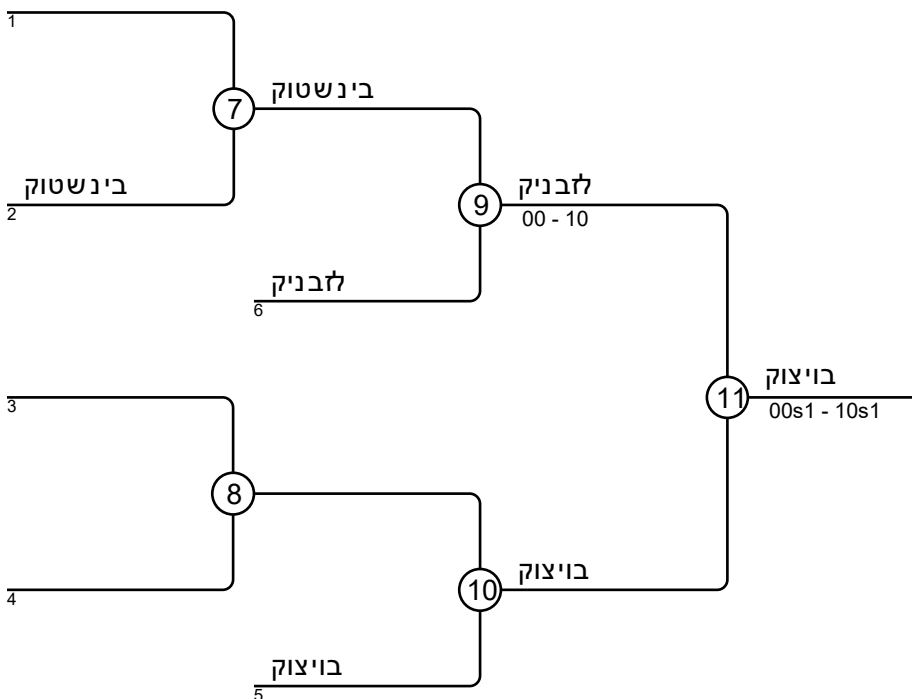 1
7
בינשטוק
בינשטוק
2
9
לזבניק
00 - 10
לזבניק
6
3
11
בויצוק
00s1 - 10s1
8
4
10
בויצוק
בויצוק
5